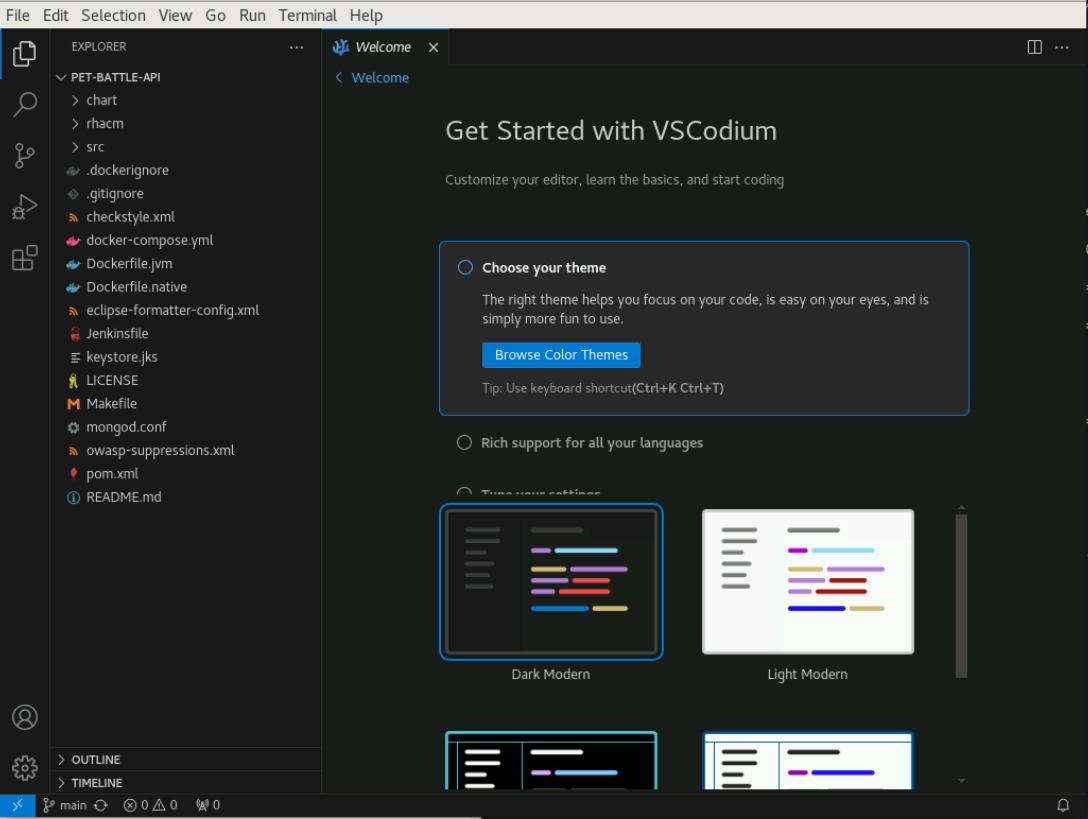 File Edit Selection View Go Run Terminal Help
EXPLORER
Welcome
PET-BATTLE-API
Welcome
chart
rhacm
src
.dockerignore
.gitignore
checkstyle.xml
docker-compose.yml
Dockerfile.jvm
Dockerfile.native
eclipse-formatter-config.xml
Jenkinsfile
keystore.jks
LICENSE
Makefile
mongod.conf
owasp-suppressions.xml
pom.xml
README.md
OUTLINE
TIMELINE
Get Started with VSCodium
Customize your editor, learn the basics, and start coding
Choose your theme
The right theme helps you focus on your code, is easy on your eyes, and is
simply more fun to use.
Browse Color Themes
Tip: Use keyboard shortcut(Ctrl+K Ctrl+T)
Rich support for all your languages
Tune your settings
Dark Modern
Light Modern
main 0 0 0